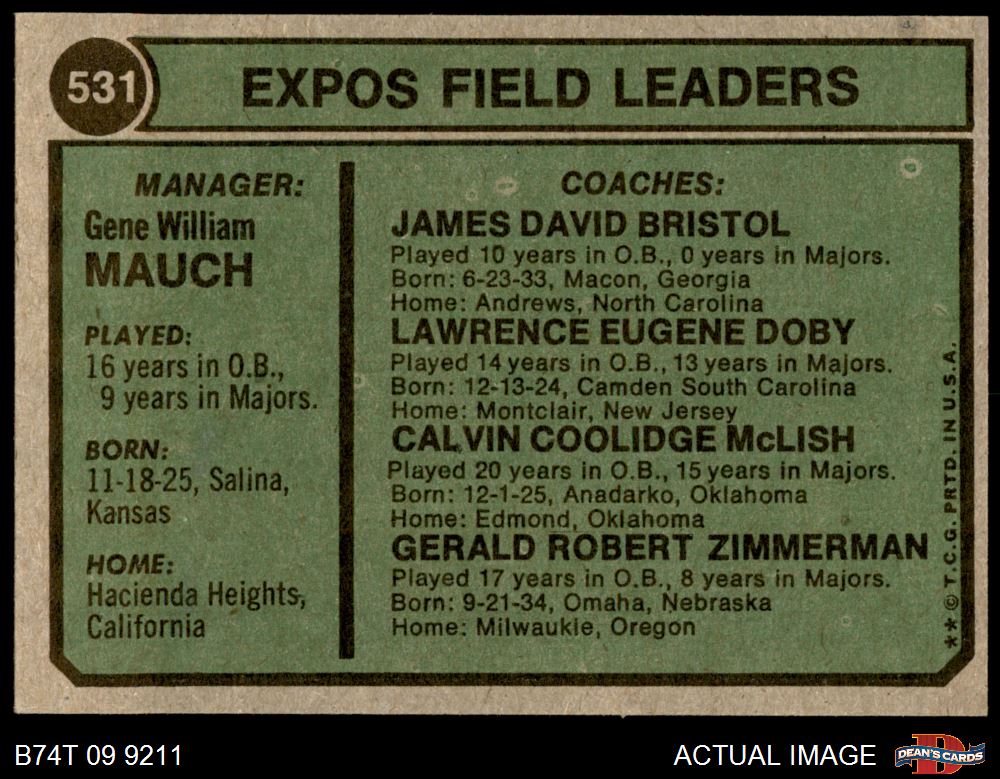 531
EXPOS FIELD LEADERS
MANAGER:
Gene William
MAUCH
PLAYED:
16 years in O.B.,
9 years in Majors.
BORN:
11-18-25, Salina,
Kansas
HOME:
Hacienda Heights,
California
COACHES:
JAMES DAVID BRISTOL
Played 10 years in O.B., 0 years in Majors.
Born: 6-23-33, Macon, Georgia
Home: Andrews, North Carolina
LAWRENCE EUGENE DOBY
Played 14 years in O.B., 13 years in Majors.
Born: 12-13-24, Camden South Carolina
Home: Montclair, New Jersey
CALVIN COOLIDGE McLISH
Played 20 years in O.B., 15 years in Majors.
Born: 12-1-25, Anadarko, Oklahoma
Home: Edmond, Oklahoma
GERALD ROBERT ZIMMERMAN
Played 17 years in O.B., 8 years in Majors.
Born: 9-21-34, Omaha, Nebraska
Home: Milwaukie, Oregon
**© T.C.G. PRTD. IN U.S.A.
B74T 09 9211
ACTUAL IMAGE
DEAN'S CARDS